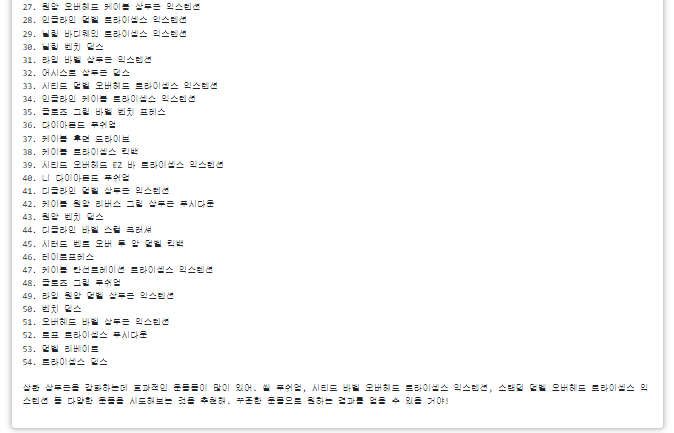 27. 원암 오버헤드 케이블 삼두근 익스텐션
28. 인클라인 덤벨 트라이셉스 익스텐션
29. 닐링 바디웨잇 트라이셉스 익스텐션
30. 닐링 벤치 딥스
31. 라잉 바벨 삼두근 익스텐션
32. 어시스트 삼두근 딥스
33. 시티드 덤벨 오버헤드 트라이셉스 익스텐션
34. 인클라인 케이블 트라이셉스 익스텐션
35. 클로즈 그립 바벨 벤치 프레스
36. 다이아몬드 푸쉬업
37. 케이블 후면 드라이브
38. 케이블 트라이셉스 킥백
39. 시티드 오버헤드 EZ 바 트라이셉스 익스텐션
40. 니 다이아몬드 푸쉬업
41. 디클라인 덤벨 삼두근 익스텐션
42. 케이블 원암 리버스 그립 삼두근 푸시다운
43. 원암 벤치 딥스
44. 디클라인 바벨 스컬 크러셔
45. 시티드 벤트 오버 투 암 덤벨 킥백
46. 테이트프레스
47. 케이블 컨선트레이션 트라이셉스 익스텐션
48. 클로즈 그립 푸쉬업
49. 라잉 원암 덤벨 삼두근 익스텐션
50. 벤치 딥스
51. 오버헤드 바벨 삼두근 익스텐션
52. 로프 트라이셉스 푸시다운
53. 덤벨 리베이트
54. 트라이셉스 딥스
상완 삼두근을 강화하는데 효과적인 운동들이 많이 있어. 월 푸쉬업, 시티드 바벨 오버헤드 트라이셉스 익스텐션, 스탠딩 덤벨 오버헤드 트라이셉스 익
스텐션 등 다양한 운동을 시도해보는 것을 추천해. 꾸준한 운동으로 원하는 결과를 얻을 수 있을 거야!